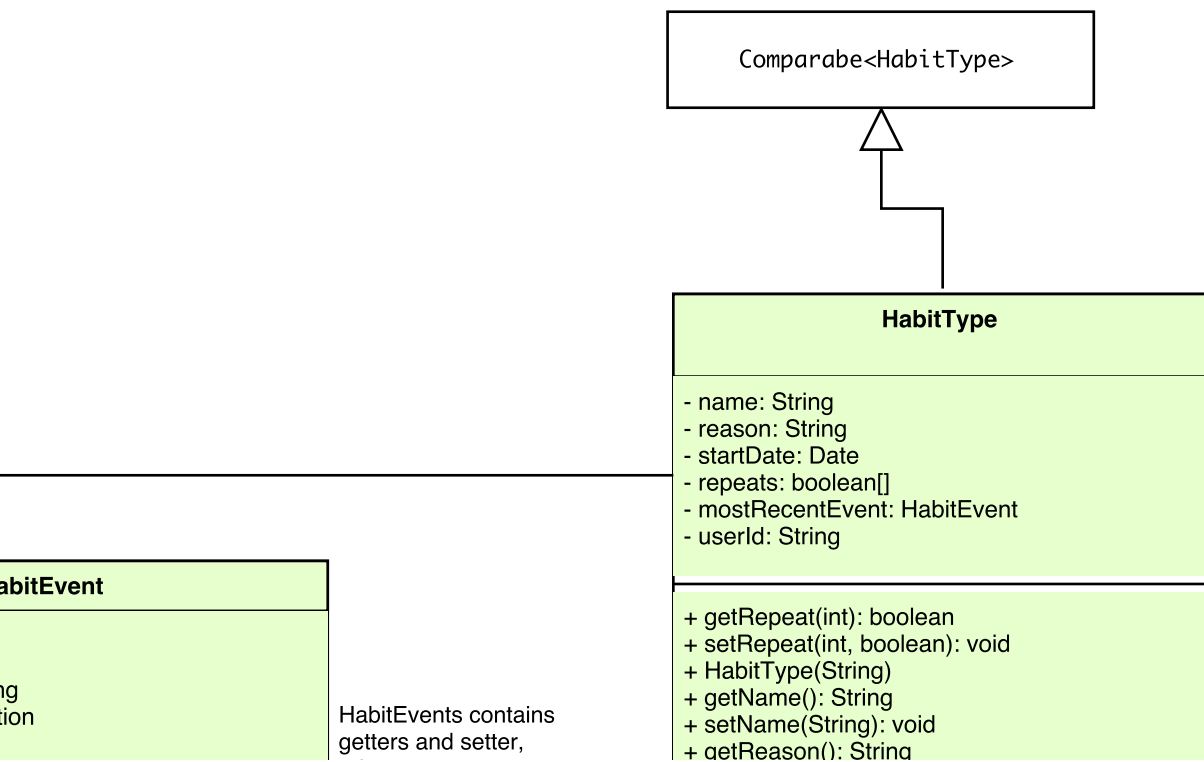 Comparabe<HabitType>
HabitType
- name: String
- reason: String
- startDate: Date
- repeats: boolean[]
- mostRecentEvent: HabitEvent
- userId: String
+ getRepeat(int): boolean
+ setRepeat(int, boolean): void
+ HabitType(String)
+ getName(): String
+ setName(String): void
+ getReason(): String
abitEvent
ng
tion
HabitEvents contains
getters and setter,